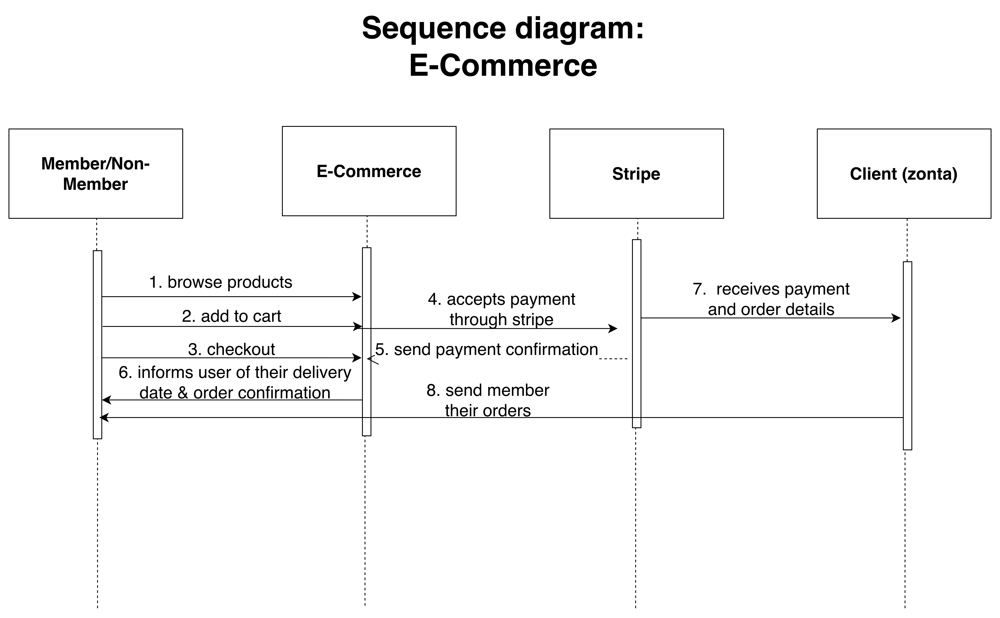 Sequence diagram:
E-Commerce
Member/Non-
Member
E-Commerce
Stripe
Client (zonta)
1. browse products
2. add to cart
3. checkout
6. informs user of their delivery
date & order confirmation
4. accepts payment
through stripe
5. send payment confirmation
8. send member
their orders
7.  receives payment
and order details